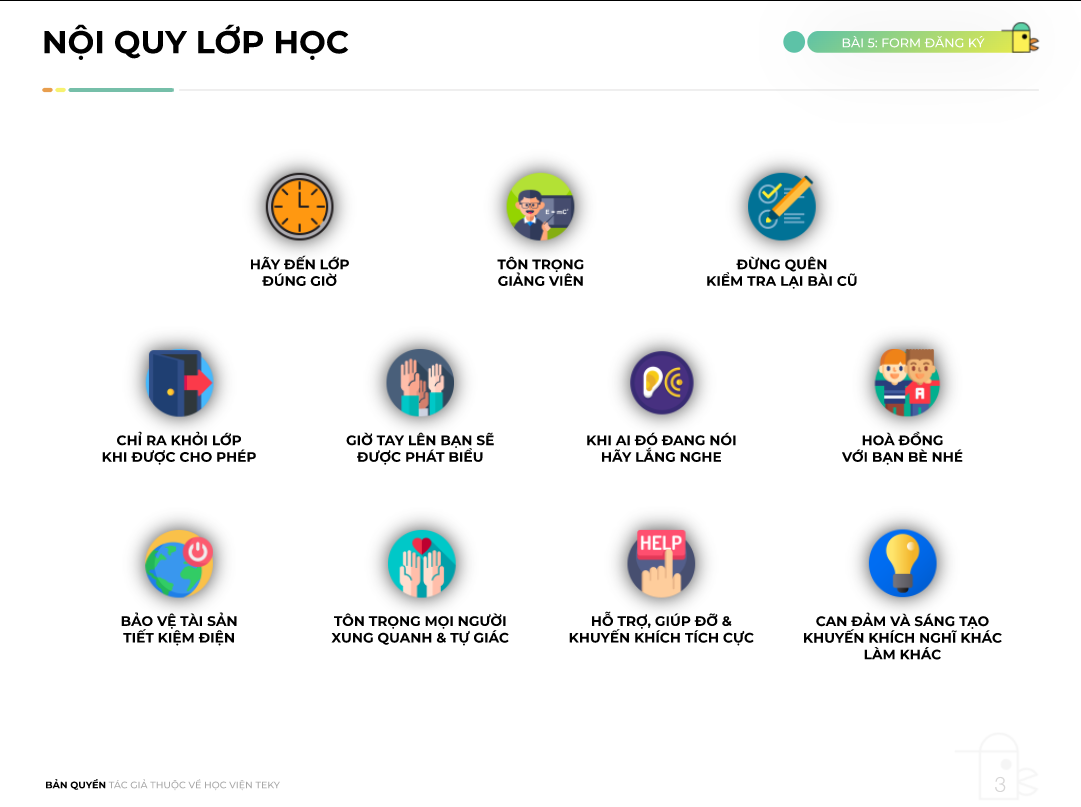 NỘI QUY LỚP HỌC
BÀI 5: FORM ĐĂNG KÝ
E = mC²
HÃY ĐẾN LỚP
ĐÚNG GIỜ
TÔN TRỌNG
GIẢNG VIÊN
ĐỪNG QUÊN
KIỂM TRA LẠI BÀI CŨ
CHỈ RA KHỎI LỚP
KHI ĐƯỢC CHO PHÉP
GIỜ TAY LÊN BẠN SẼ
ĐƯỢC PHÁT BIỂU
KHI AI ĐÓ ĐANG NÓI
HÃY LẮNG NGHE
A
HOÀ ĐỒNG
VỚI BẠN BÈ NHÉ
BẢO VỆ TÀI SẢN
TIẾT KIỆM ĐIỆN
TÔN TRỌNG MỌI NGƯỜI
XUNG QUANH & TỰ GIÁC
HELP
HỖ TRỢ, GIÚP ĐỠ &
KHUYẾN KHÍCH TÍCH CỰC
CAN ĐẢM VÀ SÁNG TẠO
KHUYẾN KHÍCH NGHĨ KHÁC
LÀM KHÁC
BẢN QUYỀN TÁC GIẢ THUỘC VỀ HỌC VIỆN TEKY
3